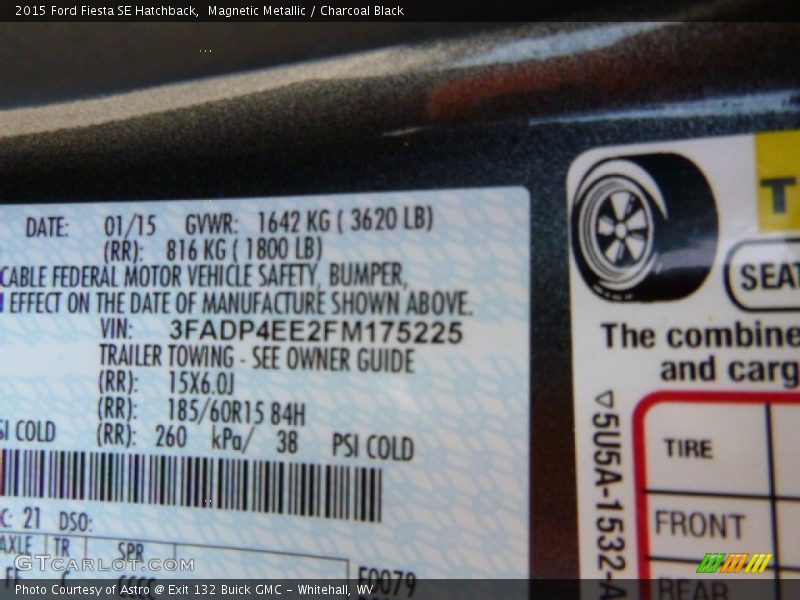 2015 Ford Fiesta SE Hatchback,  Magnetic Metallic / Charcoal Black
DATE: 01/15 GVWR: 1642 KG ( 3620 LB)
(RR): 816 KG ( 1800 LB)
CABLE FEDERAL MOTOR VEHICLE SAFETY, BUMPER,
EFFECT ON THE DATE OF MANUFACTURE SHOWN ABOVE.
VIN: 3FADP4EE2FM175225
TRAILER TOWING - SEE OWNER GUIDE
(RR): 15X6.0J
(RR): 185/60R15 84H
SI COLD (RR): 260 kPa/ 38 PSI COLD
C: 21 DSO:
AXLE TR SPR
E0079
T
SEAT
The combine
and carg
TIRE
FRONT
REAR
5U5A-1532-A
GTCARLOT.COM
Photo Courtesy of Astro @ Exit 132 Buick GMC - Whitehall, WV